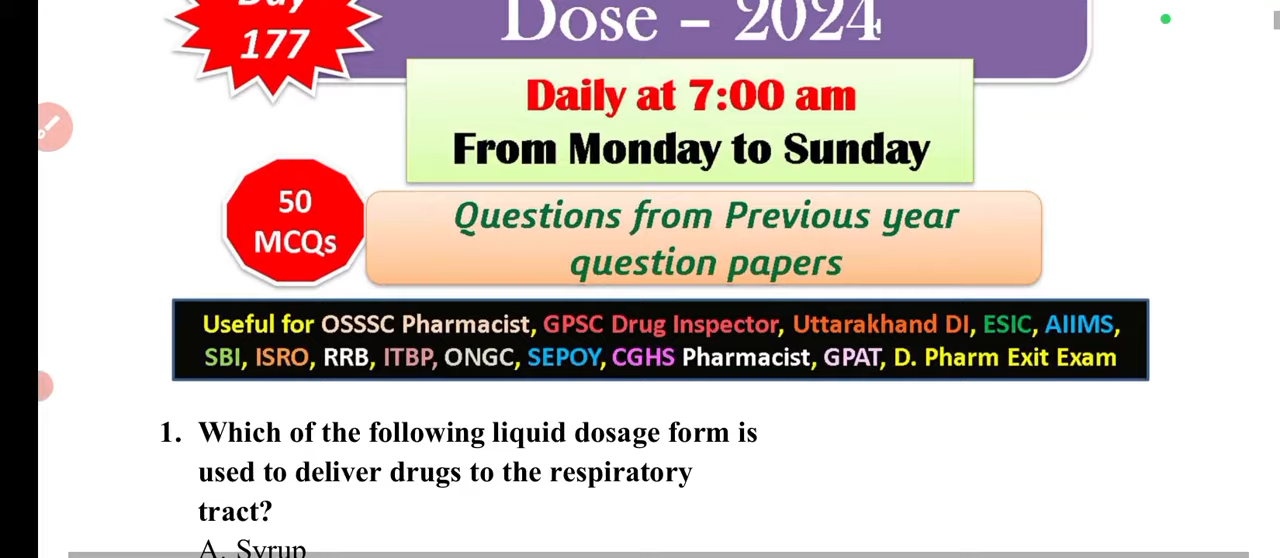 Day
177
Dose – 2024
Daily at 7:00 am
From Monday to Sunday
50
MCQs
Questions from Previous year
question papers
Useful for OSSSC Pharmacist, GPSC Drug Inspector, Uttarakhand DI, ESIC, AIIMS,
SBI, ISRO, RRB, ITBP, ONGC, SEPOY, CGHS Pharmacist, GPAT, D. Pharm Exit Exam
1. Which of the following liquid dosage form is
used to deliver drugs to the respiratory
tract?
A. Syrup